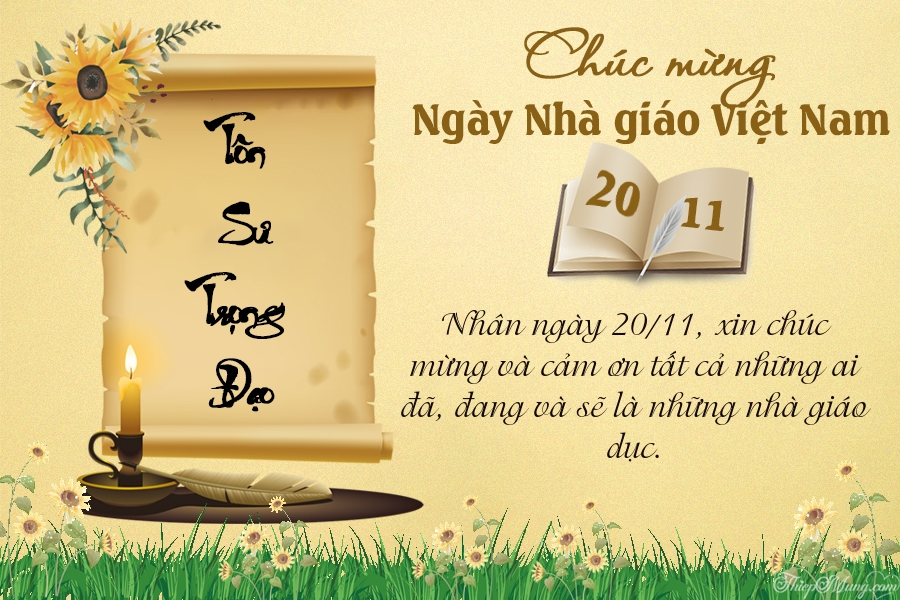 Tôn
Sư
Trọng
Đạo
Chúc mừng
Ngày Nhà giáo Việt Nam
20 11
Nhân ngày 20/11, xin chúc
mừng và cảm ơn tất cả những ai
đã, đang và sẽ là những nhà giáo
dục.
ThiepMung.com